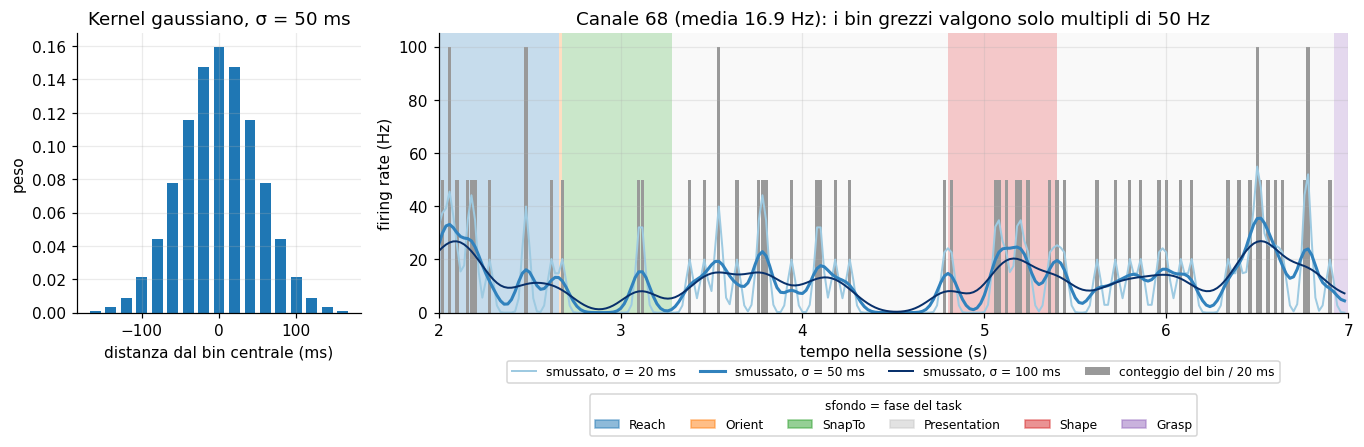 Kernel gaussiano, σ = 50 ms
0.16
0.14
0.12
0.10
0.08
0.06
0.04
0.02
0.00
peso
−100
0
100
distanza dal bin centrale (ms)
Canale 68 (media 16.9 Hz): i bin grezzi valgono solo multipli di 50 Hz
100
80
60
40
20
0
firing rate (Hz)
2
3
4
5
6
7
tempo nella sessione (s)
smussato, σ = 20 ms
smussato, σ = 50 ms
smussato, σ = 100 ms
conteggio del bin / 20 ms
sfondo = fase del task
Reach
Orient
SnapTo
Presentation
Shape
Grasp